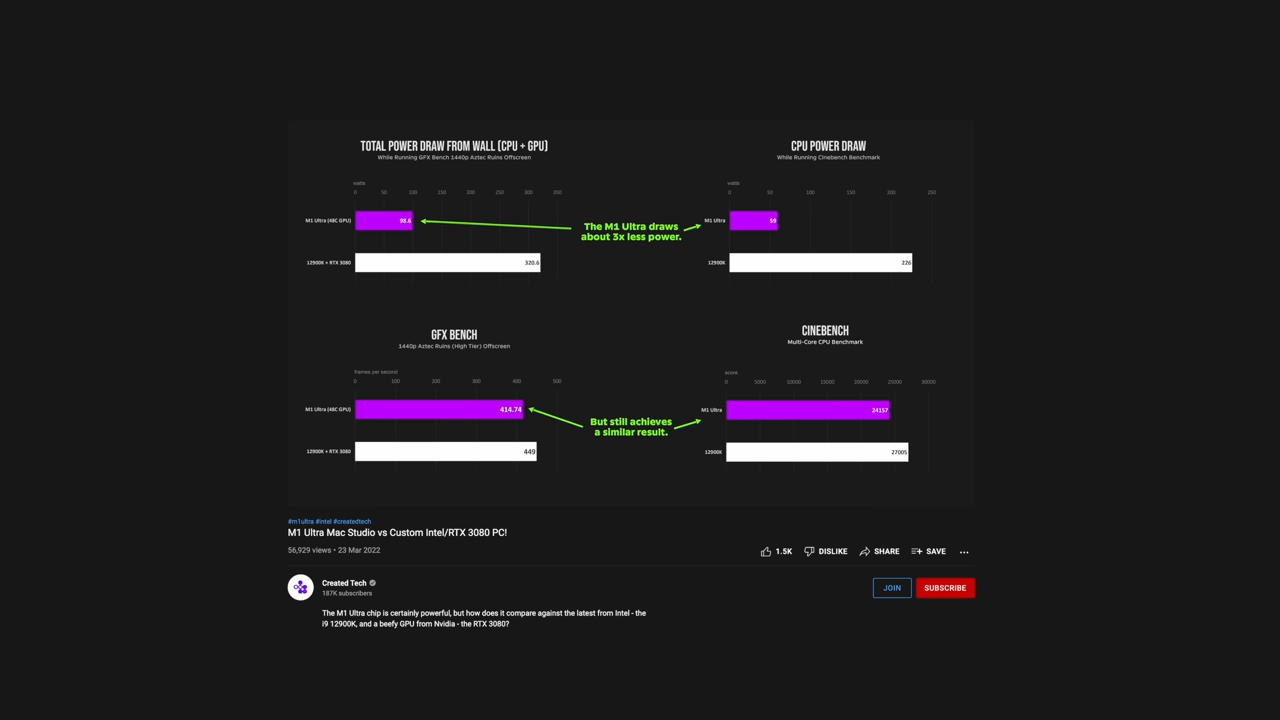 TOTAL POWER DRAW FROM WALL (CPU + GPU)
While Running GFX Bench 1440p Aztec Ruins Offscreen
watts
0 50 100 150 200 250 300 350
M1 Ultra (48C GPU) 98.6
12900K + RTX 3080 320.6
The M1 Ultra draws
about 3x less power.
CPU POWER DRAW
While Running Cinebench Benchmark
watts
0 50 100 150 200 250
M1 Ultra 59
12900K 226
GFX BENCH
1440p Aztec Ruins (High Tier) Offscreen
frames per second
0 100 200 300 400 500
M1 Ultra (48C GPU) 414.74
12900K + RTX 3080 449
But still achieves
a similar result.
CINEBENCH
Multi-Core CPU Benchmark
score
0 5000 10000 15000 20000 25000 30000
M1 Ultra 24157
12900K 27005
#m1ultra #intel #createdtech
M1 Ultra Mac Studio vs Custom Intel/RTX 3080 PC!
56,929 views • 23 Mar 2022
1.5K DISLIKE SHARE SAVE ...
Created Tech
187K subscribers
JOIN SUBSCRIBE
The M1 Ultra chip is certainly powerful, but how does it compare against the latest from Intel - the
i9 12900K, and a beefy GPU from Nvidia - the RTX 3080?